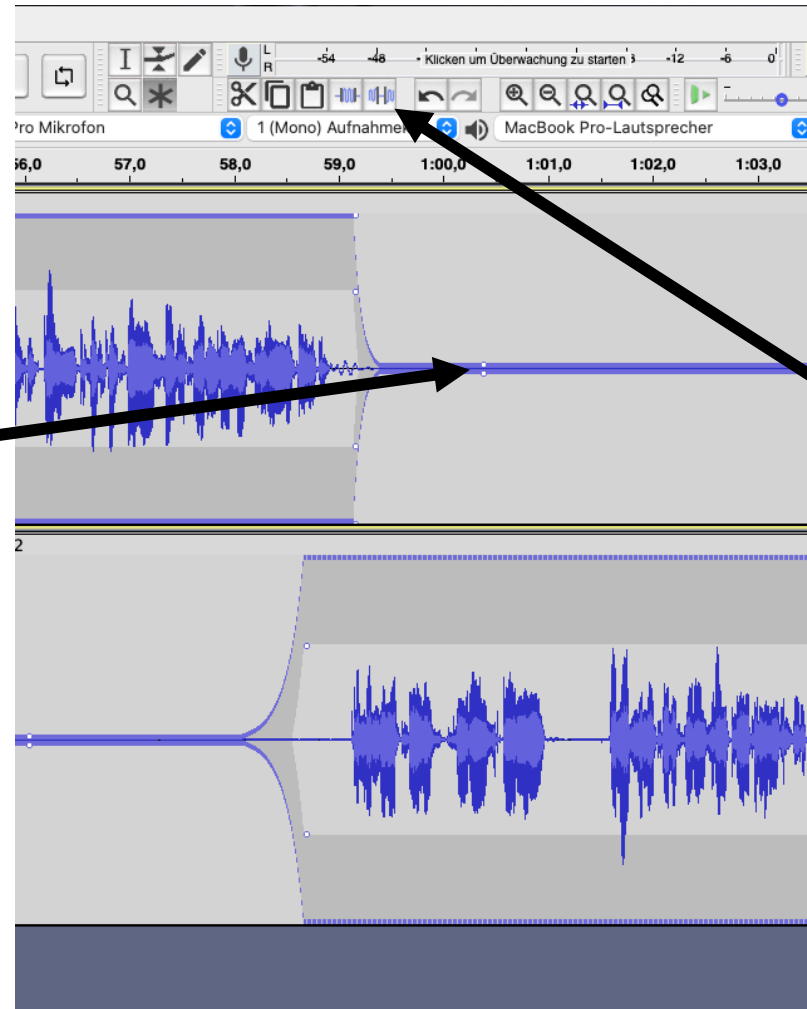 L
R
-54 -48 - Klicken um Überwachung zu starten -12 -6 0
Pro Mikrofon 1 (Mono) Aufnahme MacBook Pro-Lautsprecher
56,0 57,0 58,0 59,0 1:00,0 1:01,0 1:02,0 1:03,0
2